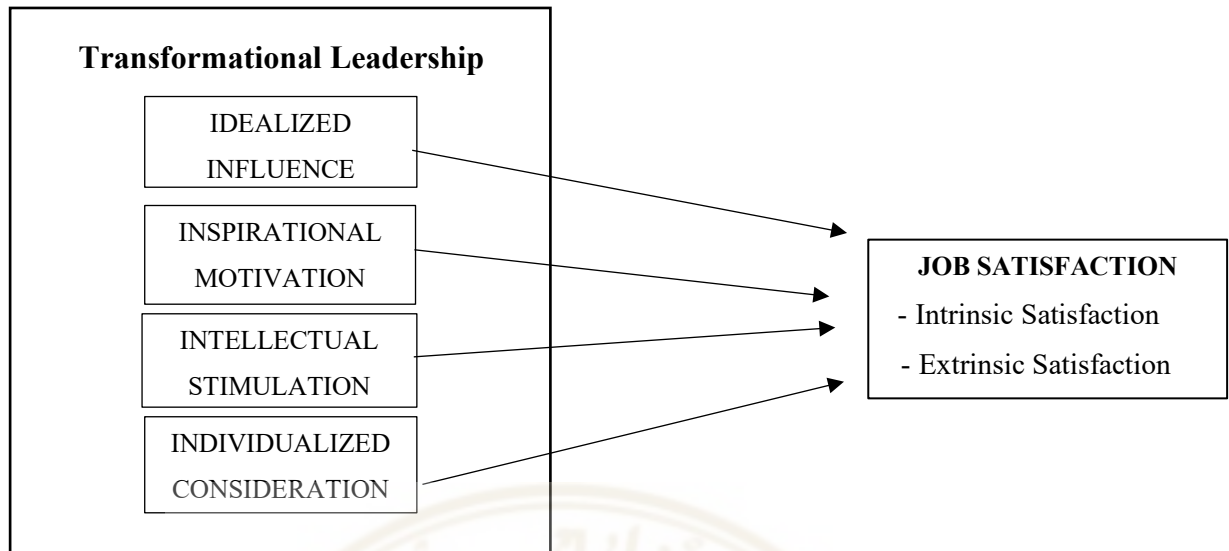 Transformational Leadership
IDEALIZED
INFLUENCE
INSPIRATIONAL
MOTIVATION
INTELLECTUAL
STIMULATION
INDIVIDUALIZED
CONSIDERATION
JOB SATISFACTION
- Intrinsic Satisfaction
- Extrinsic Satisfaction